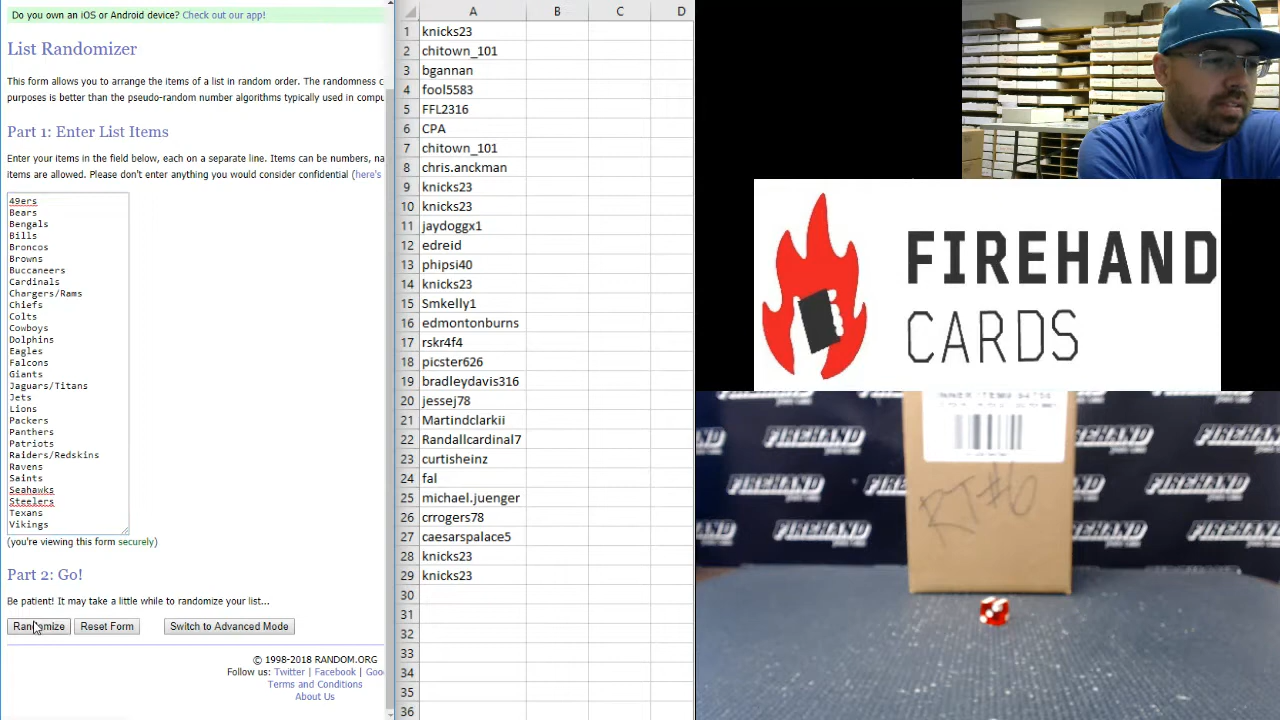 Do you own an iOS or Android device? Check out our app!
List Randomizer
This form allows you to arrange the items of a list in random order. The randomness c
purposes is better than the pseudo-random number algorithms typically used in compu
Part 1: Enter List Items
Enter your items in the field below, each on a separate line. Items can be numbers, na
items are allowed. Please don't enter anything you would consider confidential (here's
49ers
Bears
Bengals
Bills
Broncos
Browns
Buccaneers
Cardinals
Chargers/Rams
Chiefs
Colts
Cowboys
Dolphins
Eagles
Falcons
Giants
Jaguars/Titans
Jets
Lions
Packers
Panthers
Patriots
Raiders/Redskins
Ravens
Saints
Seahawks
Steelers
Texans
Vikings
(you're viewing this form securely)
Part 2: Go!
Be patient! It may take a little while to randomize your list...
Randomize Reset Form Switch to Advanced Mode
© 1998-2018 RANDOM.ORG
Follow us: Twitter | Facebook | Goo
Terms and Conditions
About Us
A B C D
1 knicks23
2 chitown_101
3 jgannan
4 rool5583
5 FFL2316
6 CPA
7 chitown_101
8 chris.anckman
9 knicks23
10 knicks23
11 jaydoggx1
12 edreid
13 phipsi40
14 knicks23
15 Smkelly1
16 edmontonburns
17 rskr4f4
18 picster626
19 bradleydavis316
20 jessej78
21 Martindclarkii
22 Randallcardinal7
23 curtisheinz
24 fal
25 michael.juenger
26 crrogers78
27 caesarspalace5
28 knicks23
29 knicks23
30
31
32
33
34
35
36
FIREHAND
CARDS
FIREHAND
FIREHAND
RT#6